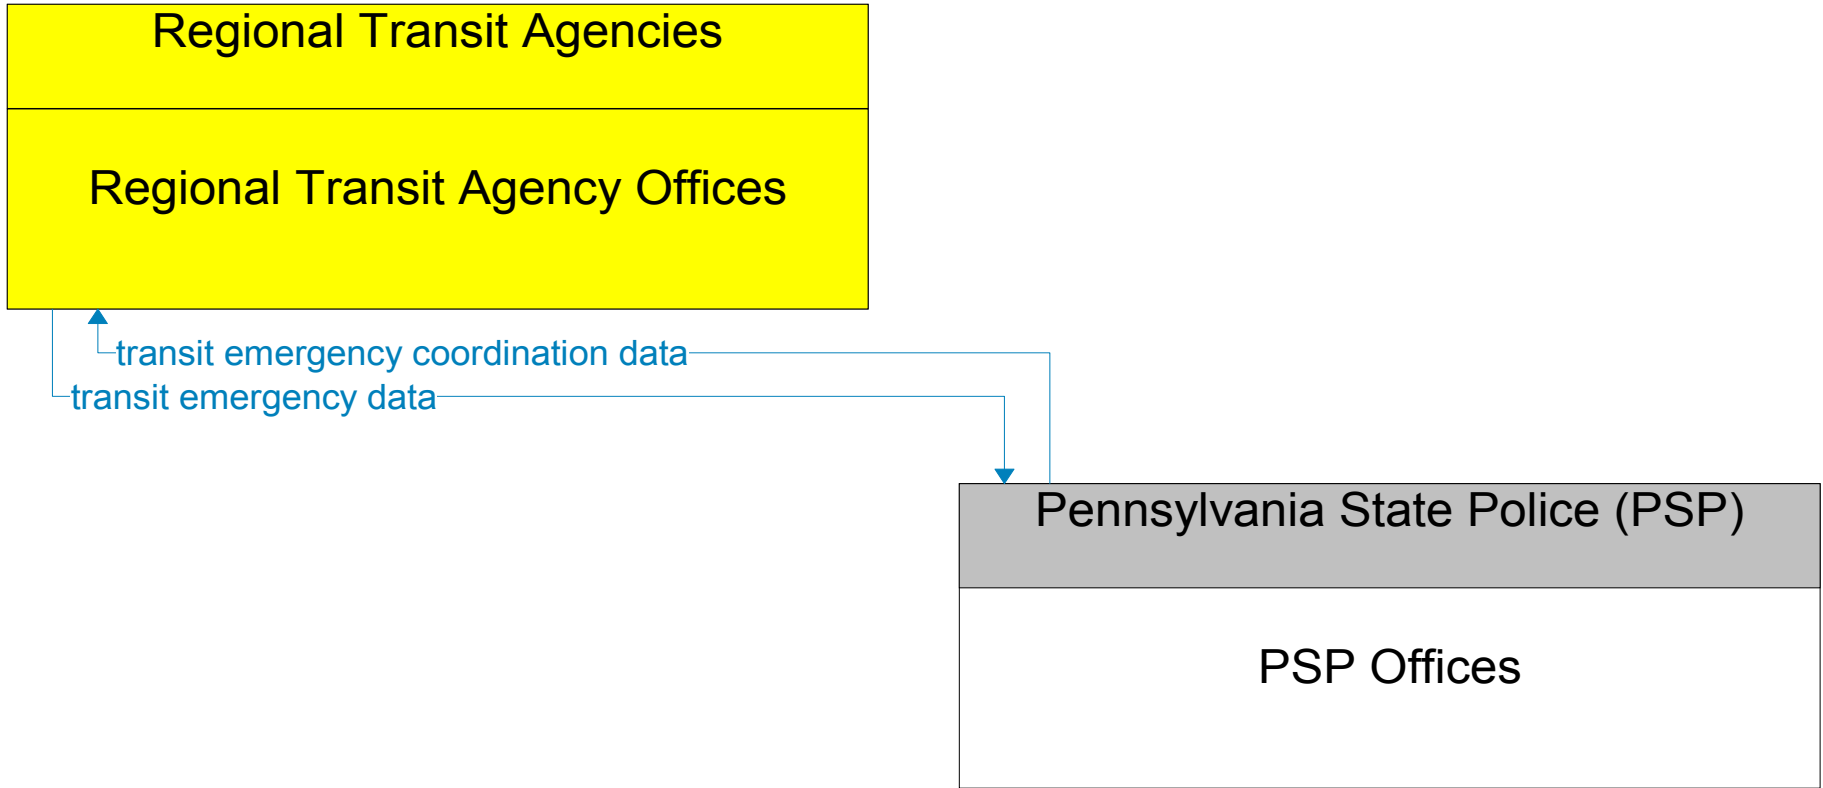 Regional Transit Agencies
Regional Transit Agency Offices
transit emergency coordination data
transit emergency data
Pennsylvania State Police (PSP)
PSP Offices